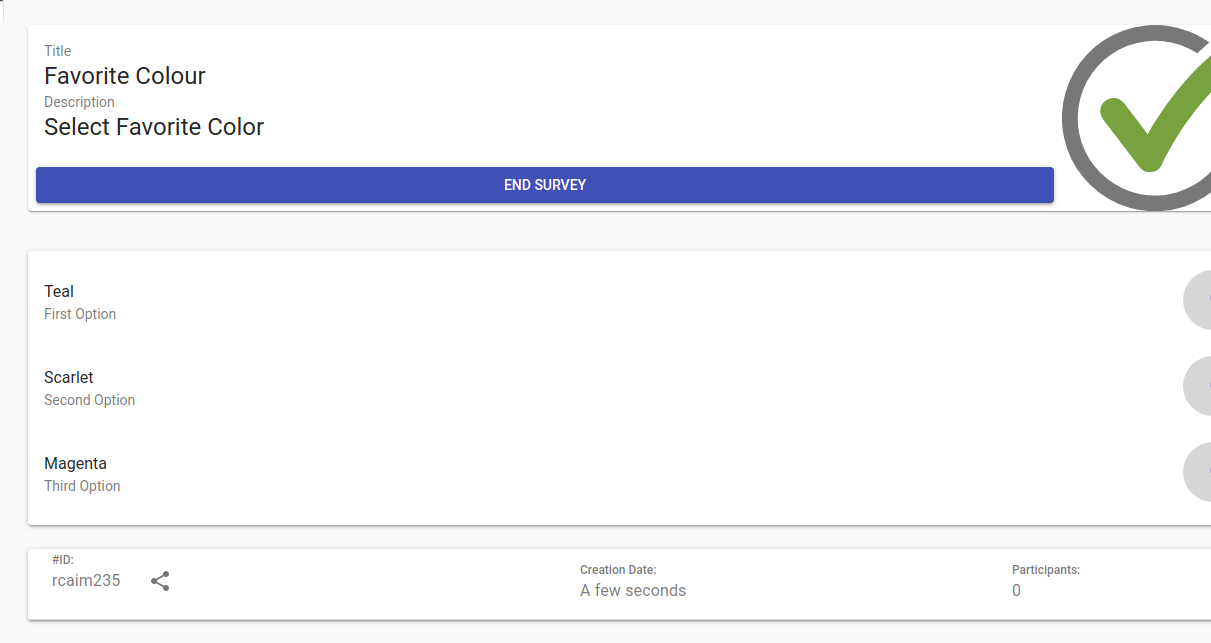 Title
Favorite Colour
Description
Select Favorite Color
END SURVEY
Teal
First Option
Scarlet
Second Option
Magenta
Third Option
#ID:
rcaim235
Creation Date:
A few seconds
Participants:
0